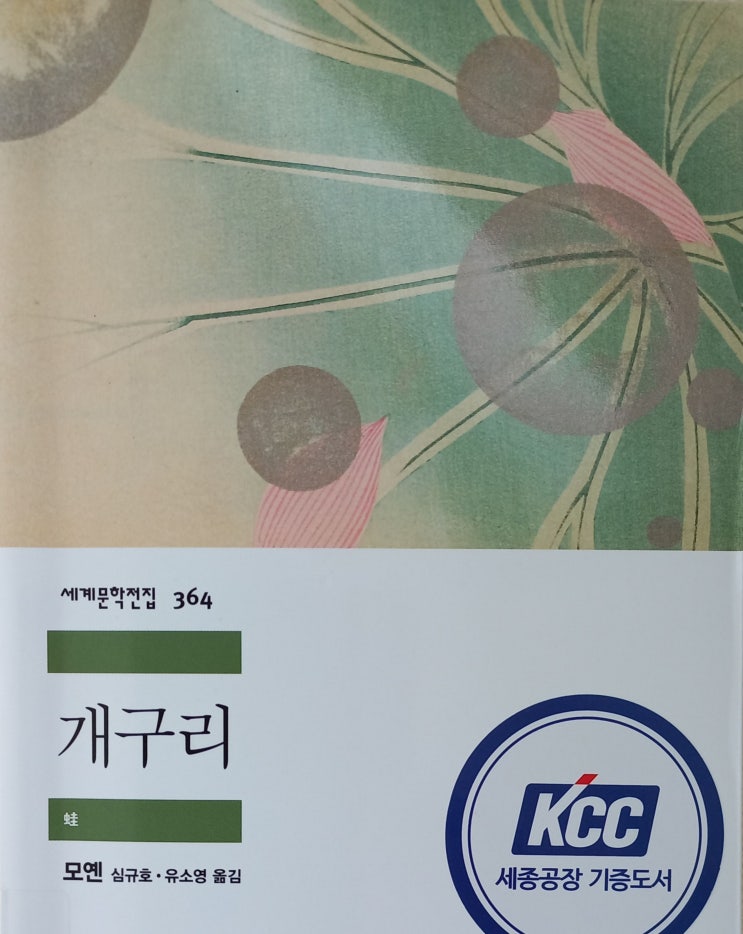 세계문학전집 364
개구리
蛙
모옌 심규호·유소영 옮김
KCC
세종공장 기증도서